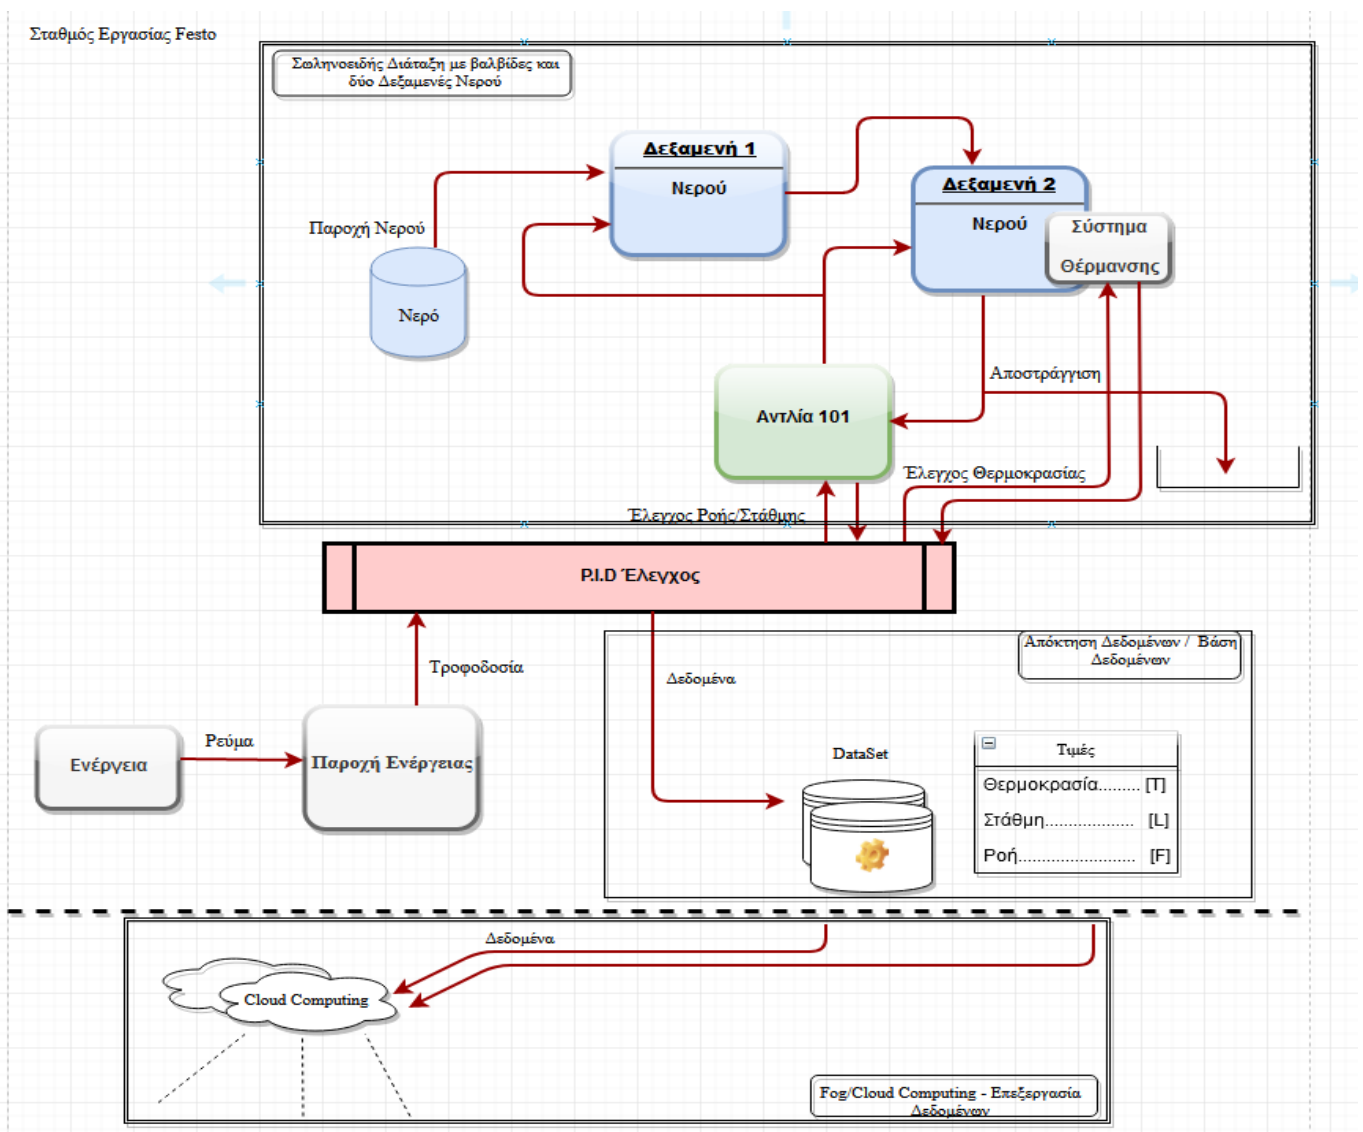 Σταθμός Εργασίας Festo
Σωληνοειδής Διάταξη με βαλβίδες και
δύο Δεξαμενές Νερού
Δεξαμενή 1
Νερού
Δεξαμενή 2
Νερού
Σύστημα
Θέρμανσης
Παροχή Νερού
Νερό
Αποστράγγιση
Αντλία 101
Έλεγχος Θερμοκρασίας
Έλεγχος Ροής/Στάθμης
P.I.D Έλεγχος
Τροφοδοσία
Απόκτηση Δεδομένων / Βάση
Δεδομένων
Δεδομένα
Ρεύμα
Ενέργεια
Παροχή Ενέργειας
DataSet
Τιμές
Θερμοκρασία......... [T]
Στάθμη................... [L]
Ροή......................... [F]
Δεδομένα
Cloud Computing
Fog/Cloud Computing - Επεξεργασία
Δεδομένων